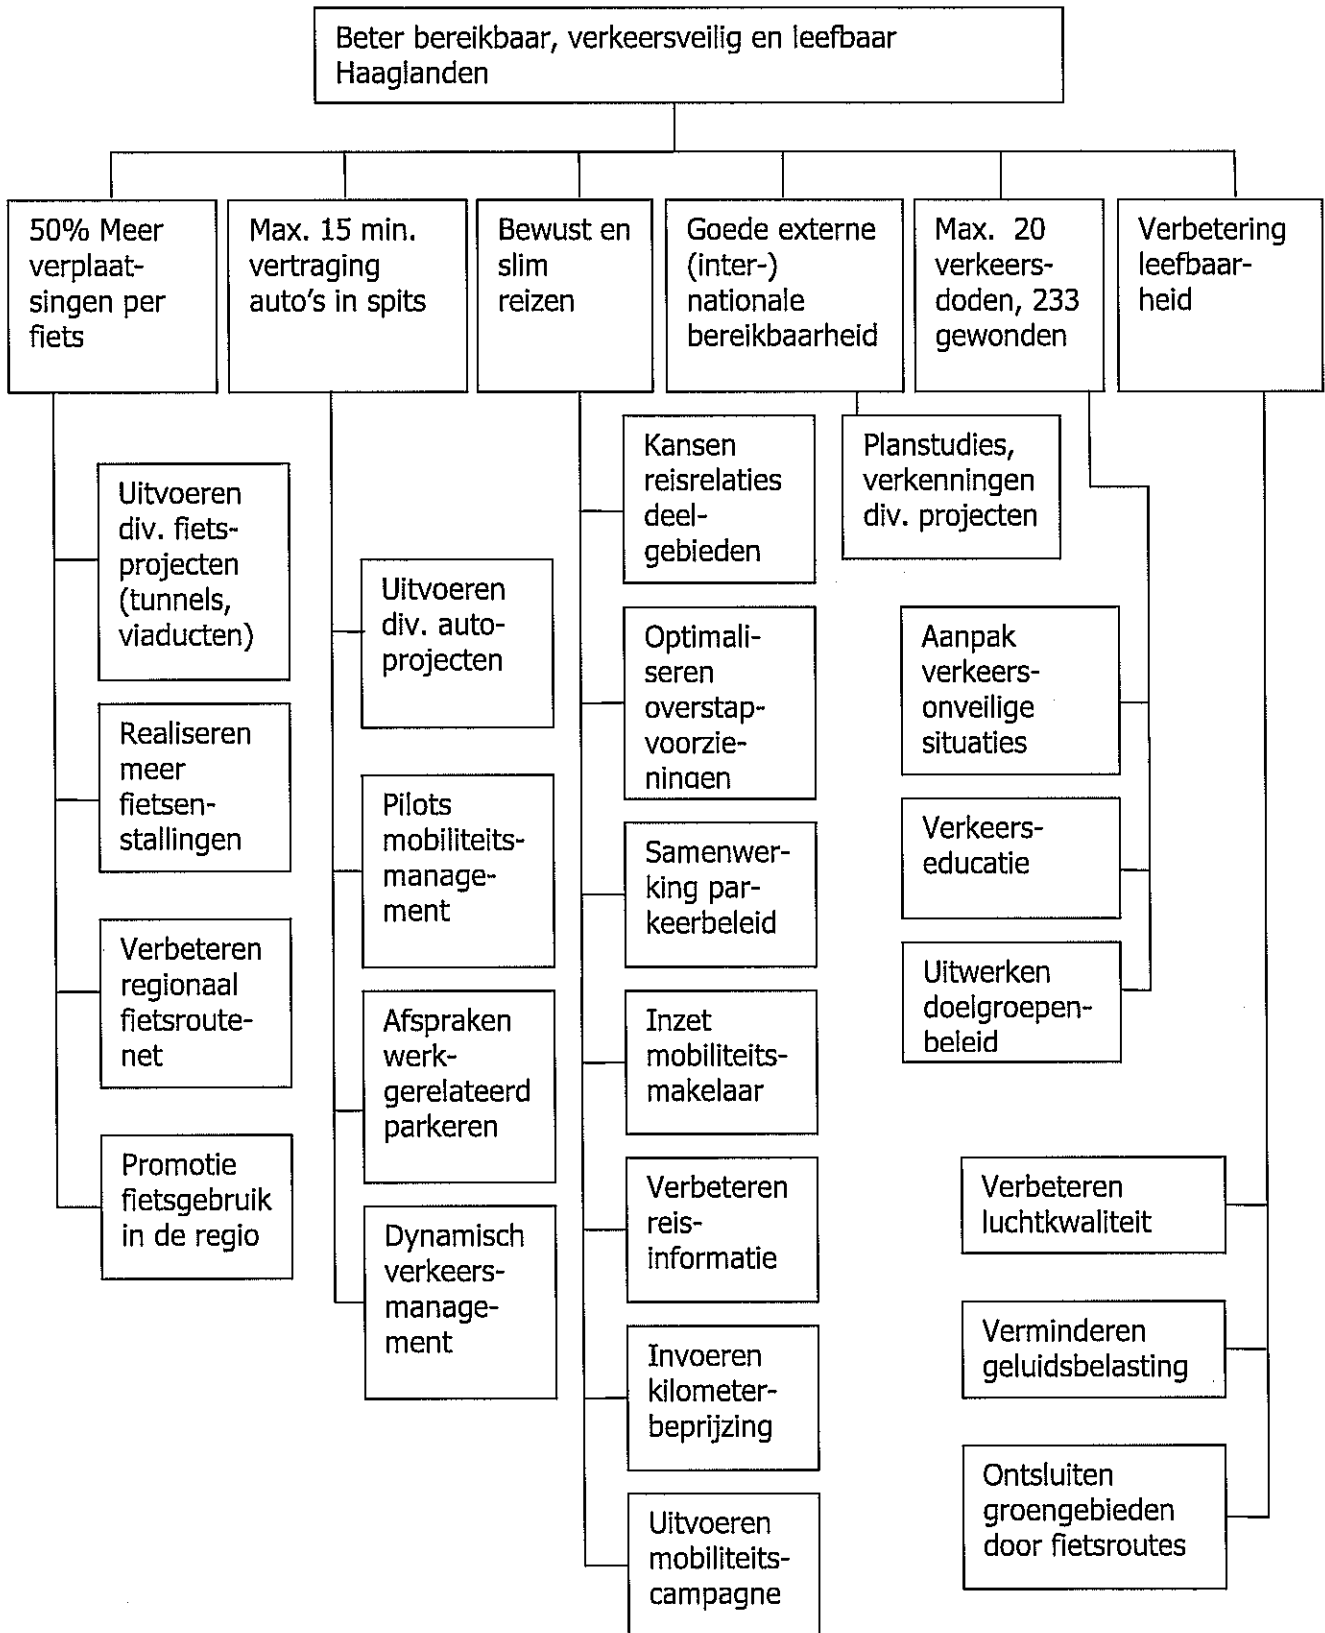 Beter bereikbaar, verkeersveilig en leefbaar
Haaglanden
50% Meer
verplaat-
singen per
fiets
Max. 15 min.
vertraging
auto's in spits
Bewust en
slim
reizen
Goede externe
(inter-)
nationale
bereikbaarheid
Max. 20
verkeers-
doden, 233
gewonden
Verbetering
leefbaar-
heid
Uitvoeren
div. fiets-
projecten
(tunnels,
viaducten)
Realiseren
meer
fietsen-
stallingen
Verbeteren
regionaal
fietsroute-
net
Promotie
fietsgebruik
in de regio
Uitvoeren
div. auto-
projecten
Pilots
mobiliteits-
manage-
ment
Afspraken
werk-
gerelateerd
parkeren
Dynamisch
verkeers-
manage-
ment
Kansen
reisrelaties
deel-
gebieden
Optimali-
seren
overstap-
voorzie-
ningen
Samenwer-
king par-
keerbeleid
Inzet
mobiliteits-
makelaar
Verbeteren
reis-
informatie
Invoeren
kilometer-
beprijzing
Uitvoeren
mobiliteits-
campagne
Planstudies,
verkenningen
div. projecten
Aanpak
verkeers-
onveilige
situaties
Verkeers-
educatie
Uitwerken
doelgroepen-
beleid
Verbeteren
luchtkwaliteit
Verminderen
geluidsbelasting
Ontsluiten
groengebieden
door fietsroutes